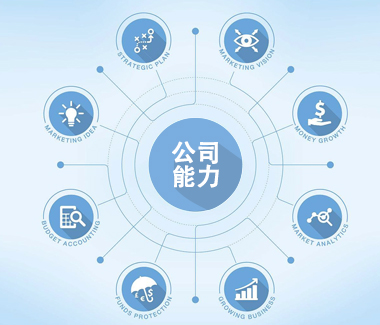 公司
能力
STRATEGIC PLAN
MARKETING VISION
MONEY GROWTH
MARKET ANALYTICS
GROWING BUSINESS
FUNDS PROTECTION
BUDGET ACCOUNTING
MARKETING IDEA